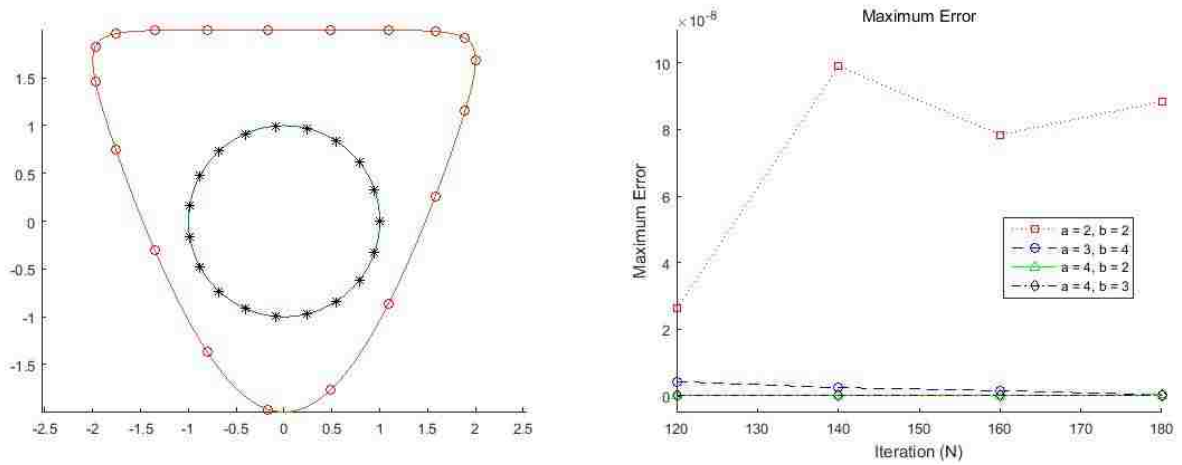 1.5
1
0.5
0
-0.5
-1
-1.5
-2.5 -2 -1.5 -1 -0.5 0 0.5 1 1.5 2 2.5
×10⁻⁸
Maximum Error
10
8
6
4
2
0
Maximum Error
a = 2, b = 2
a = 3, b = 4
a = 4, b = 2
a = 4, b = 3
120 130 140 150 160 170 180
Iteration (N)